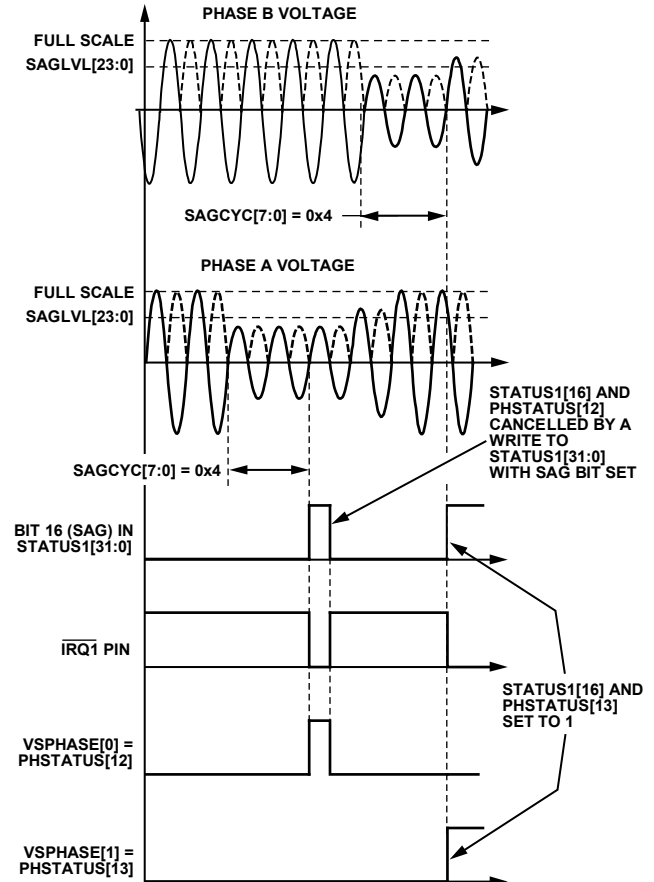 PHASE B VOLTAGE
FULL SCALE
SAGLVL[23:0]
SAGCYC[7:0] = 0x4
PHASE A VOLTAGE
FULL SCALE
SAGLVL[23:0]
STATUS1[16] AND
PHSTATUS[12]
CANCELLED BY A
WRITE TO
STATUS1[31:0]
WITH SAG BIT SET
SAGCYC[7:0] = 0x4
BIT 16 (SAG) IN
STATUS1[31:0]
IRQ1 PIN
STATUS1[16] AND
PHSTATUS[13]
SET TO 1
VSPHASE[0] =
PHSTATUS[12]
VSPHASE[1] =
PHSTATUS[13]